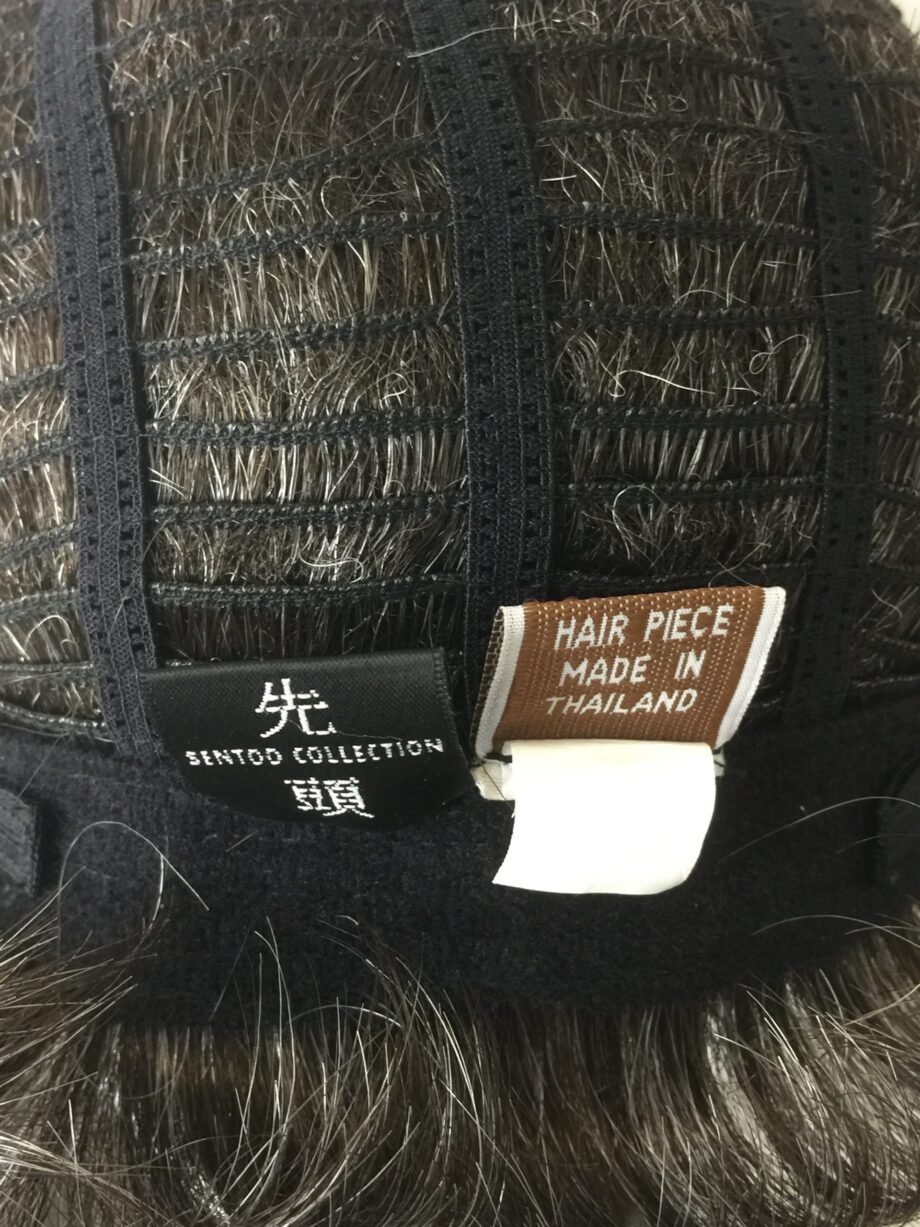 先
SENTOO COLLECTION
頭
HAIR PIECE
MADE IN
THAILAND